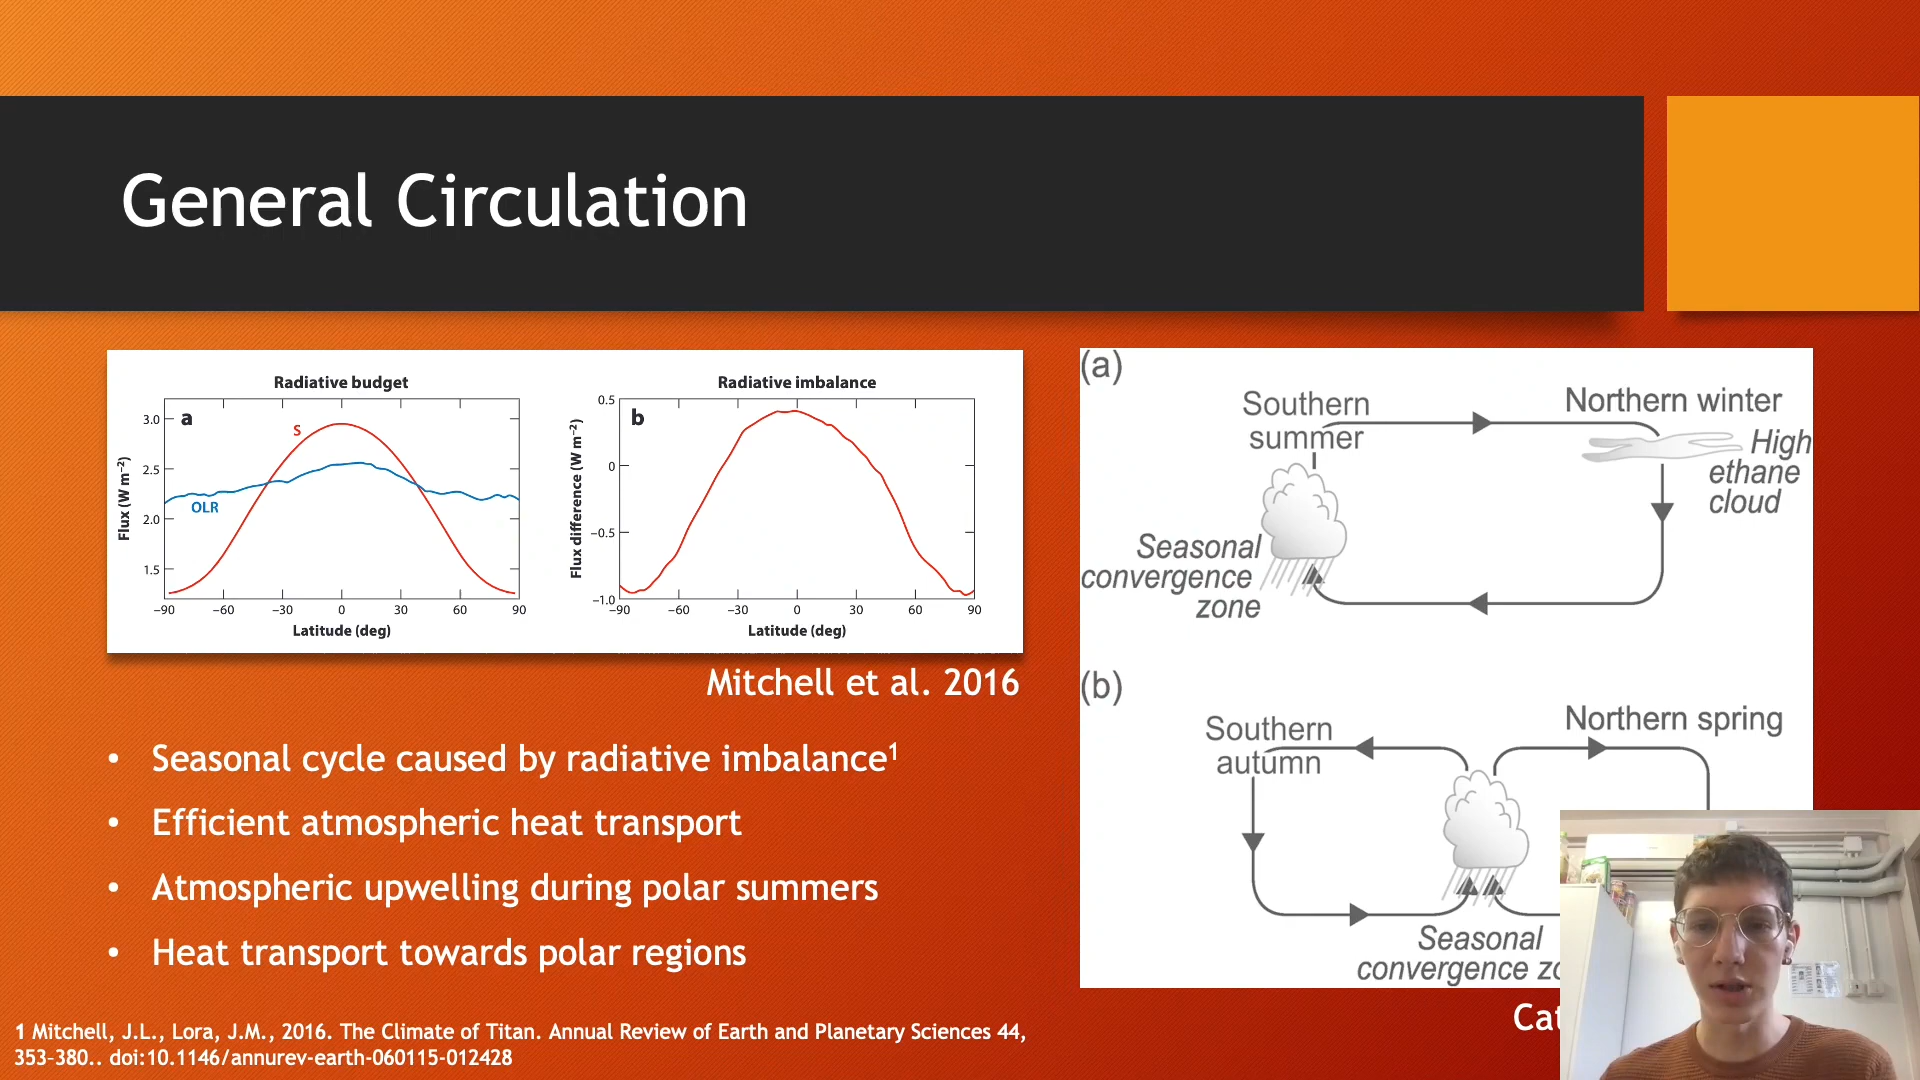 General Circulation
Radiative budget
a
S
OLR
3.0
2.5
2.0
1.5
Flux (W m⁻²)
−90 −60 −30 0 30 60 90
Latitude (deg)
Radiative imbalance
b
0.5
0
−0.5
−1.0
Flux difference (W m⁻²)
−90 −60 −30 0 30 60 90
Latitude (deg)
Mitchell et al. 2016
• Seasonal cycle caused by radiative imbalance¹
• Efficient atmospheric heat transport
• Atmospheric upwelling during polar summers
• Heat transport towards polar regions
1 Mitchell, J.L., Lora, J.M., 2016. The Climate of Titan. Annual Review of Earth and Planetary Sciences 44,
353–380.. doi:10.1146/annurev-earth-060115-012428
(a)
Southern
summer
Northern winter
High
ethane
cloud
Seasonal
convergence
zone
(b)
Southern
autumn
Northern spring
Seasonal
convergence